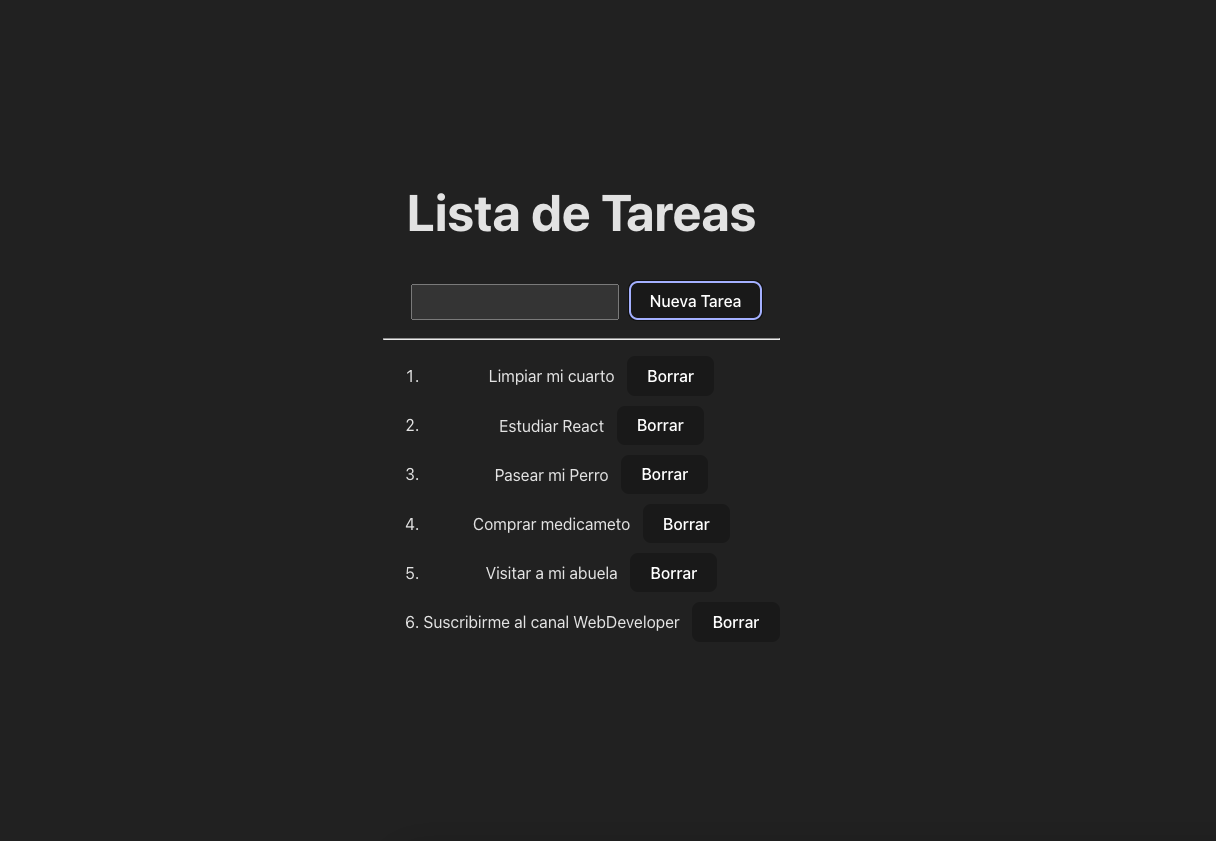 Lista de Tareas
Nueva Tarea
1. Limpiar mi cuarto Borrar
2. Estudiar React Borrar
3. Pasear mi Perro Borrar
4. Comprar medicameto Borrar
5. Visitar a mi abuela Borrar
6. Suscribirme al canal WebDeveloper Borrar